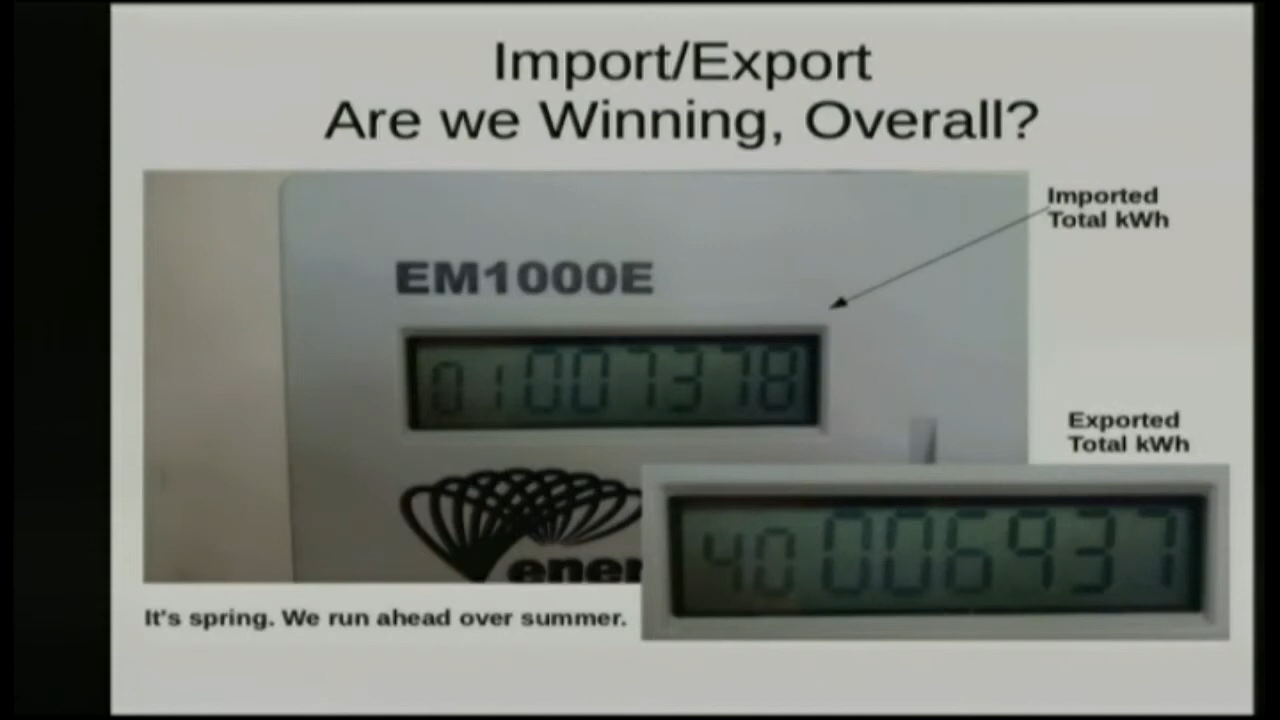 Import/Export
Are we Winning, Overall?
Imported
Total kWh
EM1000E
01 007378
Exported
Total kWh
40 006937
ener
It's spring. We run ahead over summer.